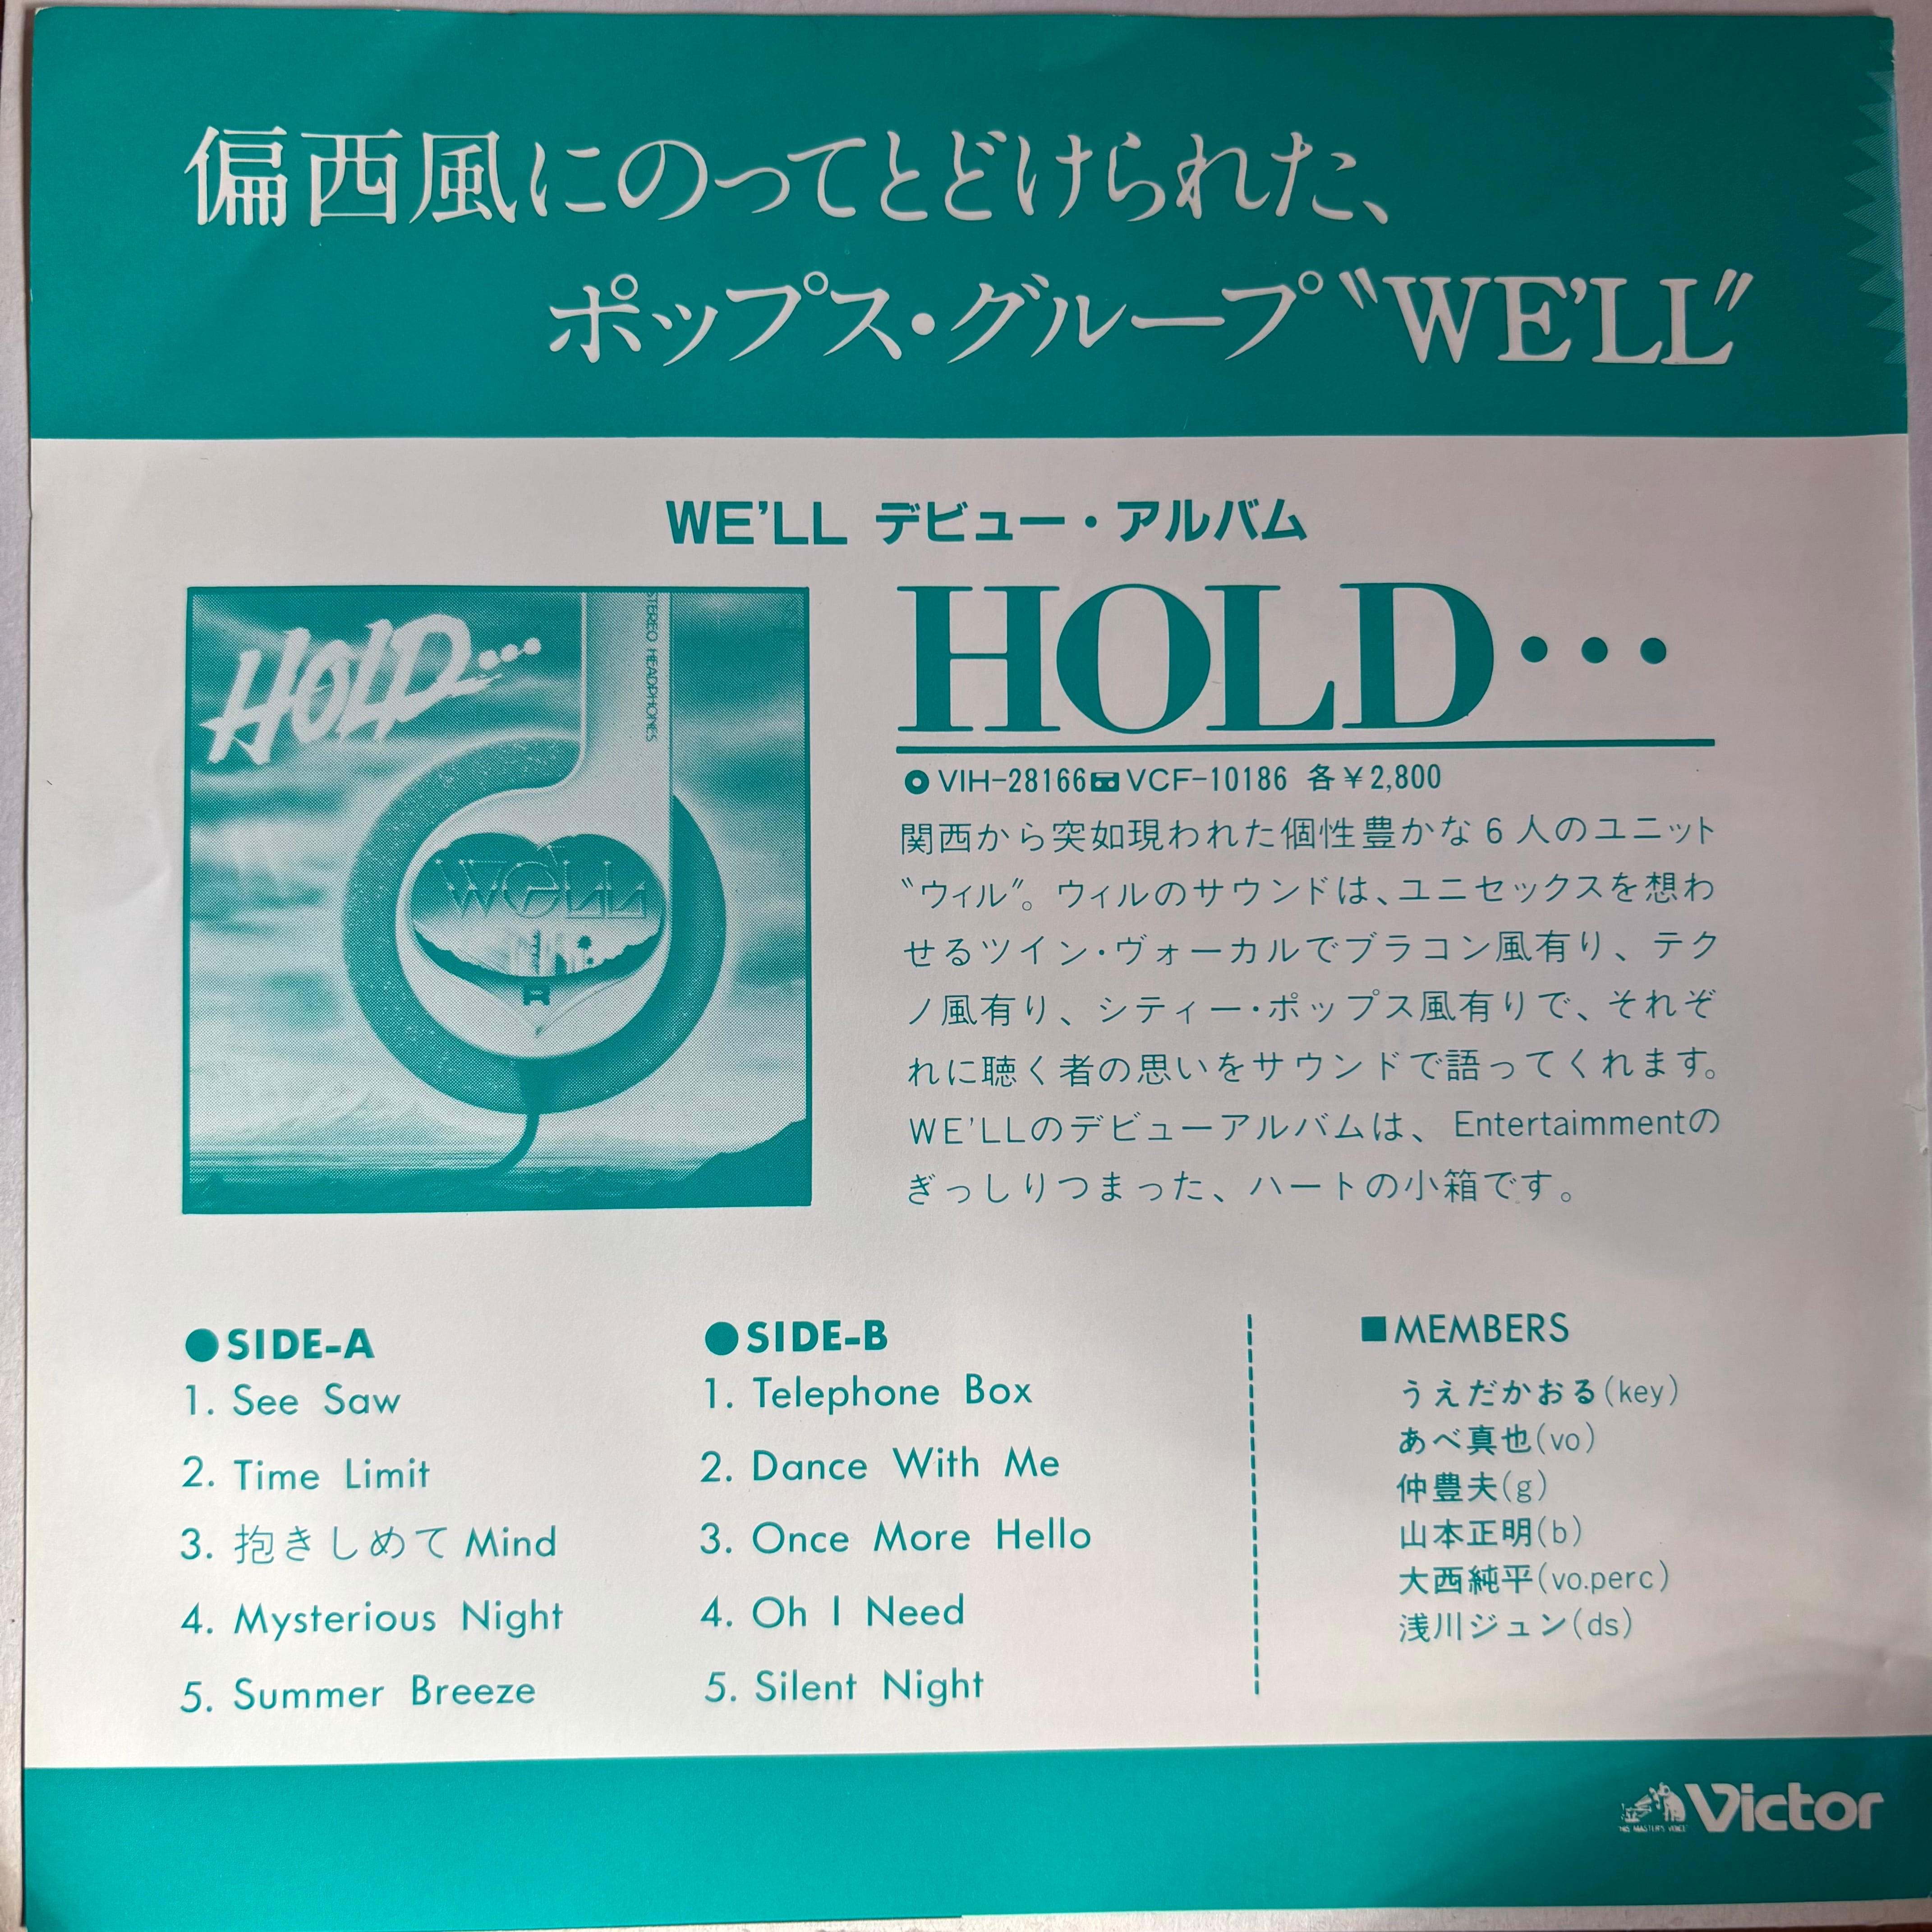 偏西風にのってとどけられた、
ポップス・グループ〝WE'LL〞
WE'LL デビュー・アルバム
HOLD…
STEREO HEADPHONES
We'LL
R
HOLD…
VIH-28166 VCF-10186 各¥2,800
関西から突如現われた個性豊かな6人のユニット
〝ウィル〞。ウィルのサウンドは、ユニセックスを想わ
せるツイン・ヴォーカルでブラコン風有り、テク
ノ風有り、シティー・ポップス風有りで、それぞ
れに聴く者の思いをサウンドで語ってくれます。
WE'LLのデビューアルバムは、Entertaimmentの
ぎっしりつまった、ハートの小箱です。
●SIDE-A
1. See Saw
2. Time Limit
3. 抱きしめて Mind
4. Mysterious Night
5. Summer Breeze
●SIDE-B
1. Telephone Box
2. Dance With Me
3. Once More Hello
4. Oh I Need
5. Silent Night
■MEMBERS
うえだかおる(key)
あべ真也(vo)
仲豊夫(g)
山本正明(b)
大西純平(vo.perc)
浅川ジュン(ds)
"HIS MASTER'S VOICE"
Victor